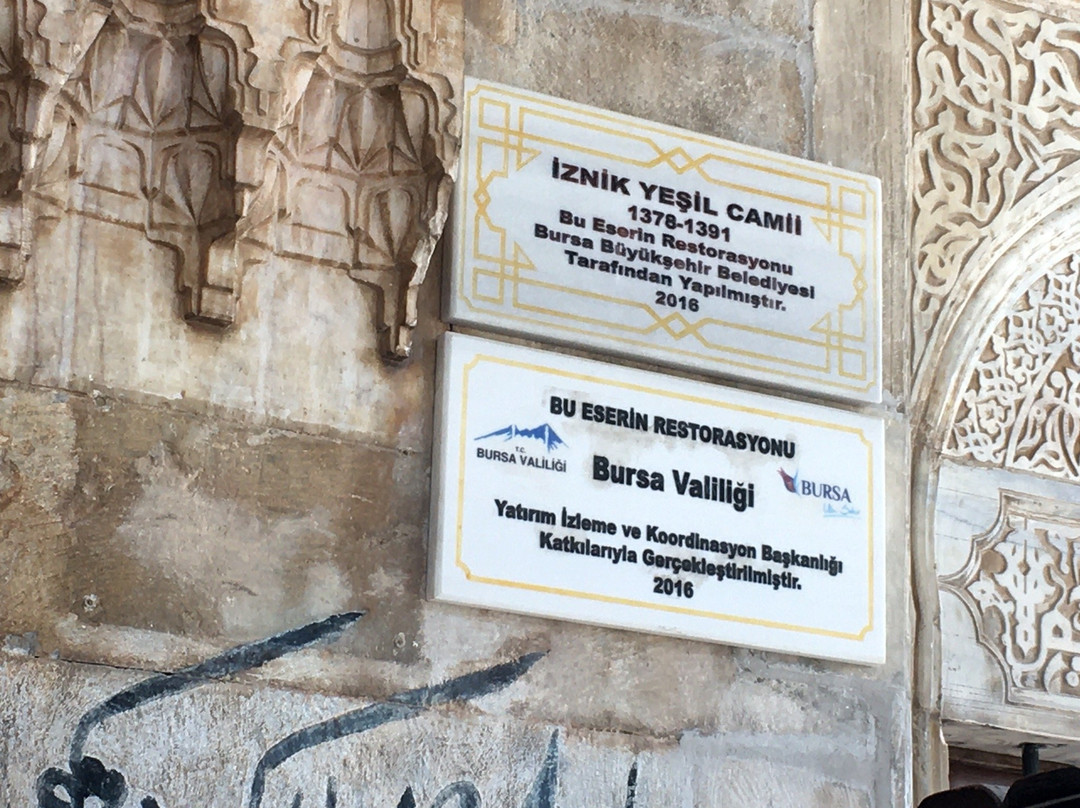 İZNİK YEŞİL CAMİİ
1378-1391
Bu Eserin Restorasyonu
Bursa Büyükşehir Belediyesi
Tarafından Yapılmıştır.
2016
BU ESERİN RESTORASYONU
T.C.
BURSA VALİLİĞİ
Bursa Valiliği
BURSA
Yatırım İzleme ve Koordinasyon Başkanlığı
Katkılarıyla Gerçekleştirilmiştir.
2016